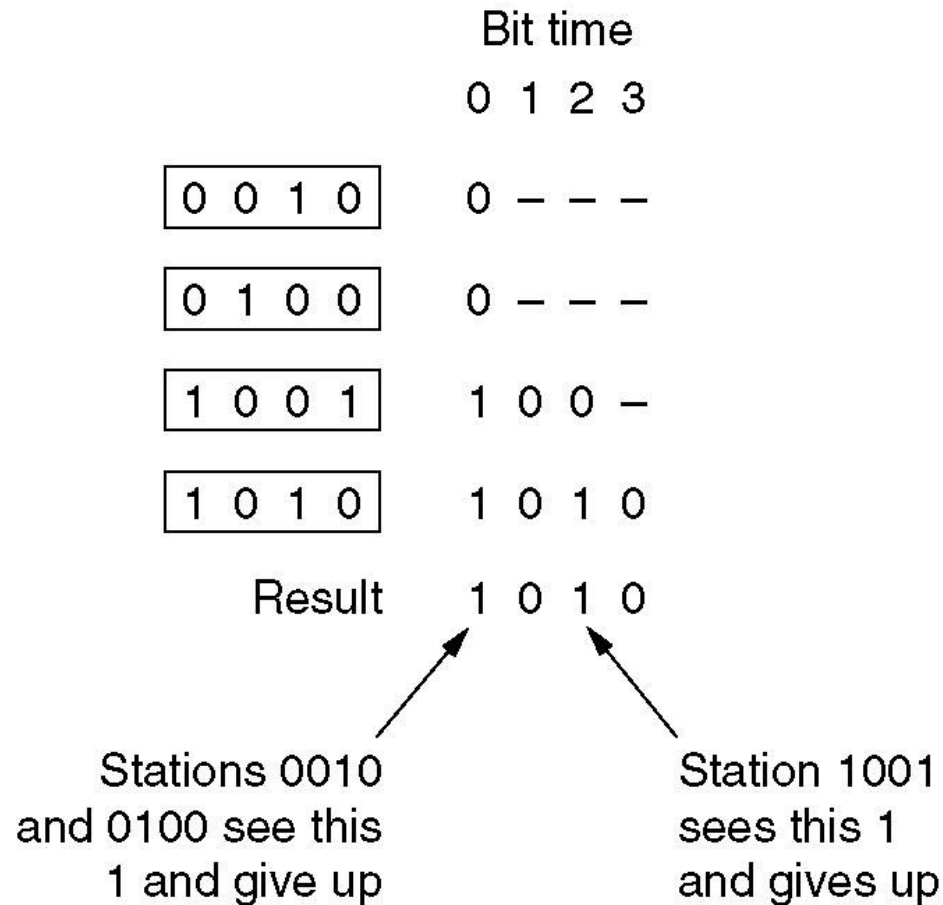 Bit time
0 1 2 3
0 0 1 0 0 – – –
0 1 0 0 0 – – –
1 0 0 1 1 0 0 –
1 0 1 0 1 0 1 0
Result 1 0 1 0
Stations 0010
and 0100 see this
1 and give up
Station 1001
sees this 1
and gives up